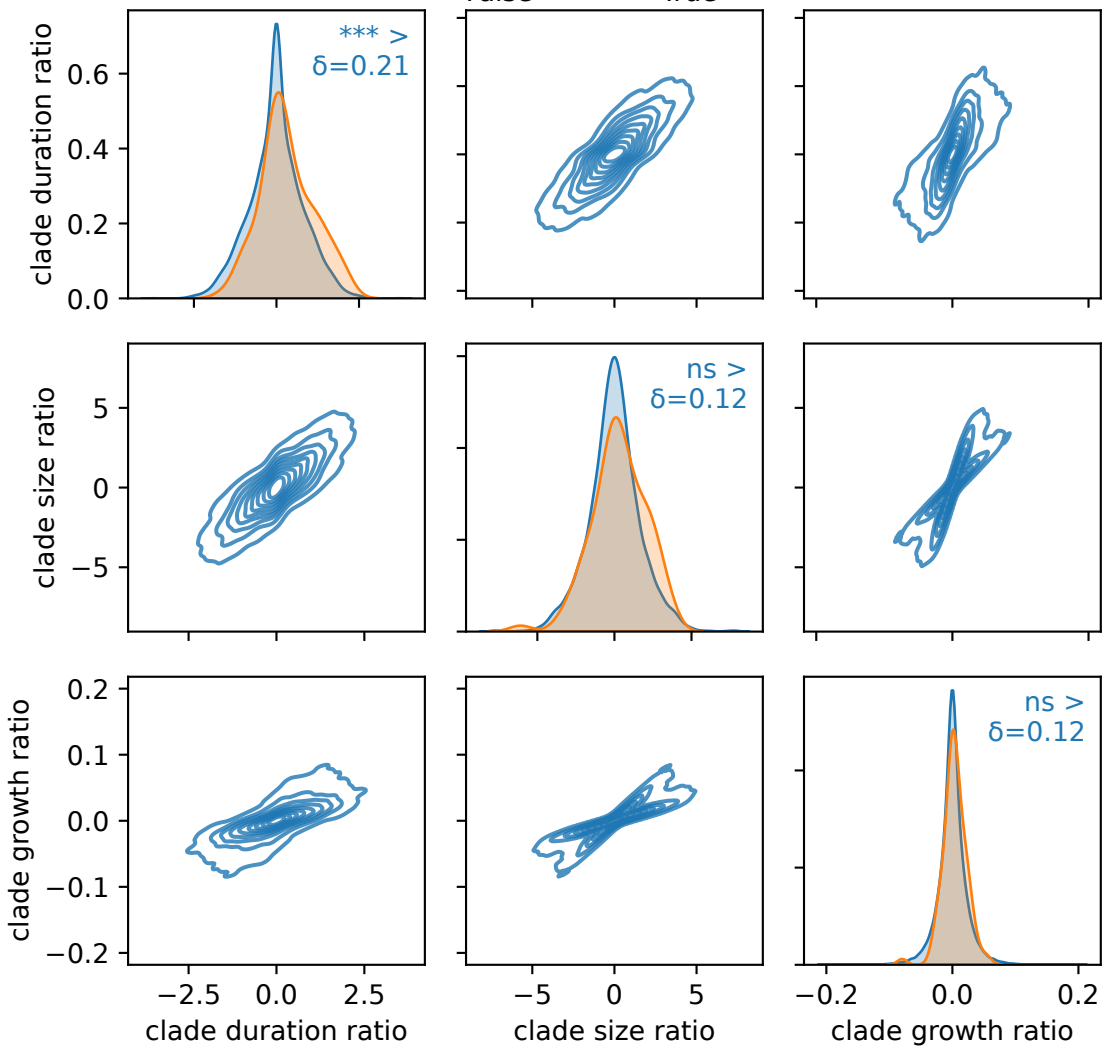 clade duration ratio
0.6
0.4
0.2
0.0
*** >
δ=0.21
clade size ratio
5
0
−5
ns >
δ=0.12
clade growth ratio
0.2
0.1
0.0
−0.1
−0.2
ns >
δ=0.12
−2.5 0.0 2.5
clade duration ratio
−5 0 5
clade size ratio
−0.2 0.0 0.2
clade growth ratio